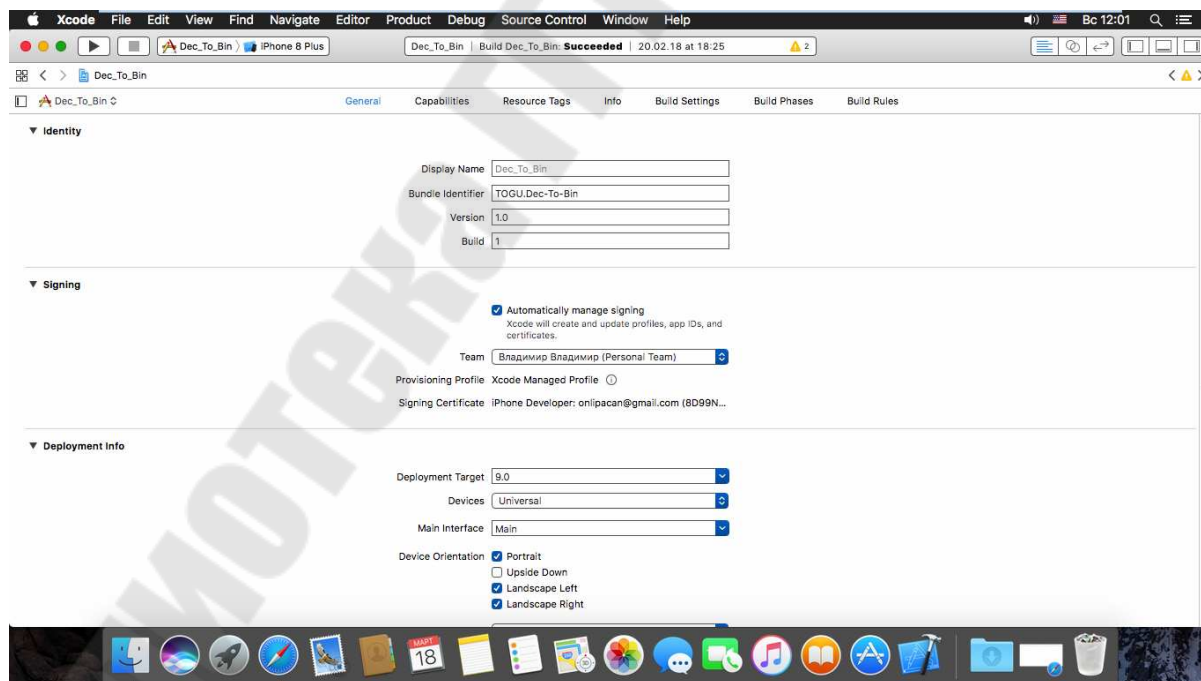 Xcode File Edit View Find Navigate Editor Product Debug Source Control Window Help Вс 12:01
Dec_To_Bin iPhone 8 Plus Dec_To_Bin | Build Dec_To_Bin: Succeeded | 20.02.18 at 18:25 2
Dec_To_Bin
Dec_To_Bin General Capabilities Resource Tags Info Build Settings Build Phases Build Rules
Identity
Display Name Dec_To_Bin
Bundle Identifier TOGU.Dec-To-Bin
Version 1.0
Build 1
Signing
Automatically manage signing
Xcode will create and update profiles, app IDs, and
certificates.
Team Владимир Владимир (Personal Team)
Provisioning Profile Xcode Managed Profile
Signing Certificate iPhone Developer: onlipacan@gmail.com (8D99N...
Deployment Info
Deployment Target 9.0
Devices Universal
Main Interface Main
Device Orientation Portrait
Upside Down
Landscape Left
Landscape Right
МАРТ
18